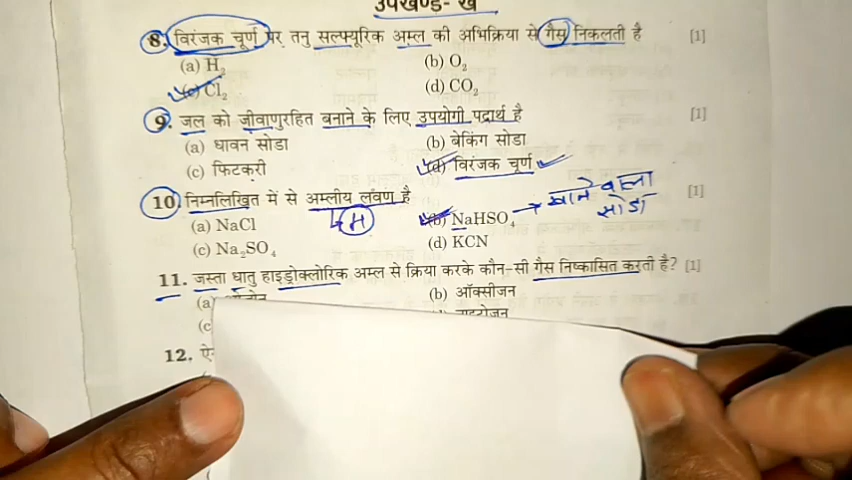 उपखण्ड- ख
8. विरंजक चूर्ण पर तनु सल्फ्यूरिक अम्ल की अभिक्रिया से गैस निकलती है [1]
(a) H₂ (b) O₂
(c) Cl₂ (d) CO₂
9. जल को जीवाणुरहित बनाने के लिए उपयोगी पदार्थ है [1]
(a) धावन सोडा (b) बेकिंग सोडा
(c) फिटकरी (d) विरंजक चूर्ण
10. निम्नलिखित में से अम्लीय लवण है [1]
(a) NaCl H (b) NaHSO₄ → खाने वाला
सोडा
(c) Na₂SO₄ (d) KCN
11. जस्ता धातु हाइड्रोक्लोरिक अम्ल से क्रिया करके कौन-सी गैस निष्कासित करती है? [1]
(a) (b) ऑक्सीजन
(c
12. ऐ